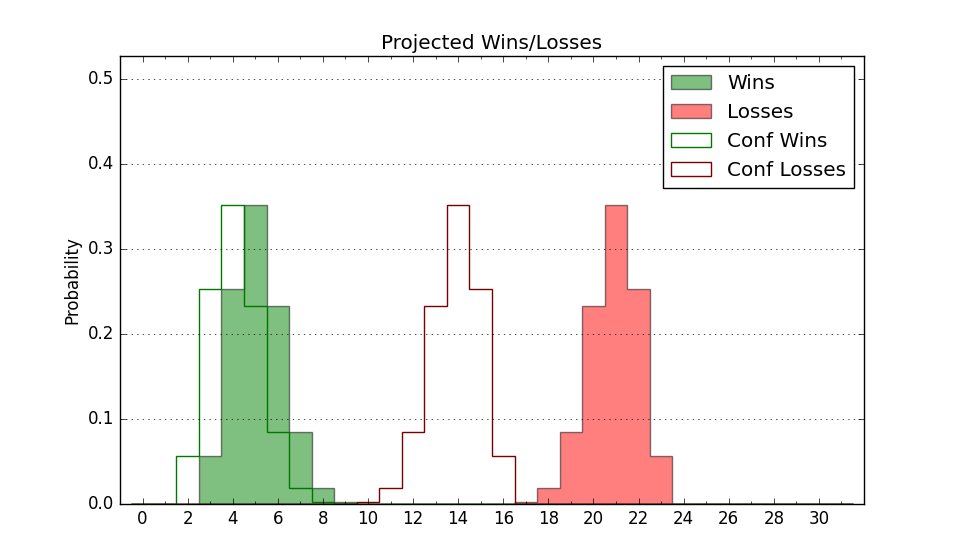 Projected Wins/Losses
Probability
0.5
0.4
0.3
0.2
0.1
0.0
Wins
Losses
Conf Wins
Conf Losses
0 2 4 6 8 10 12 14 16 18 20 22 24 26 28 30